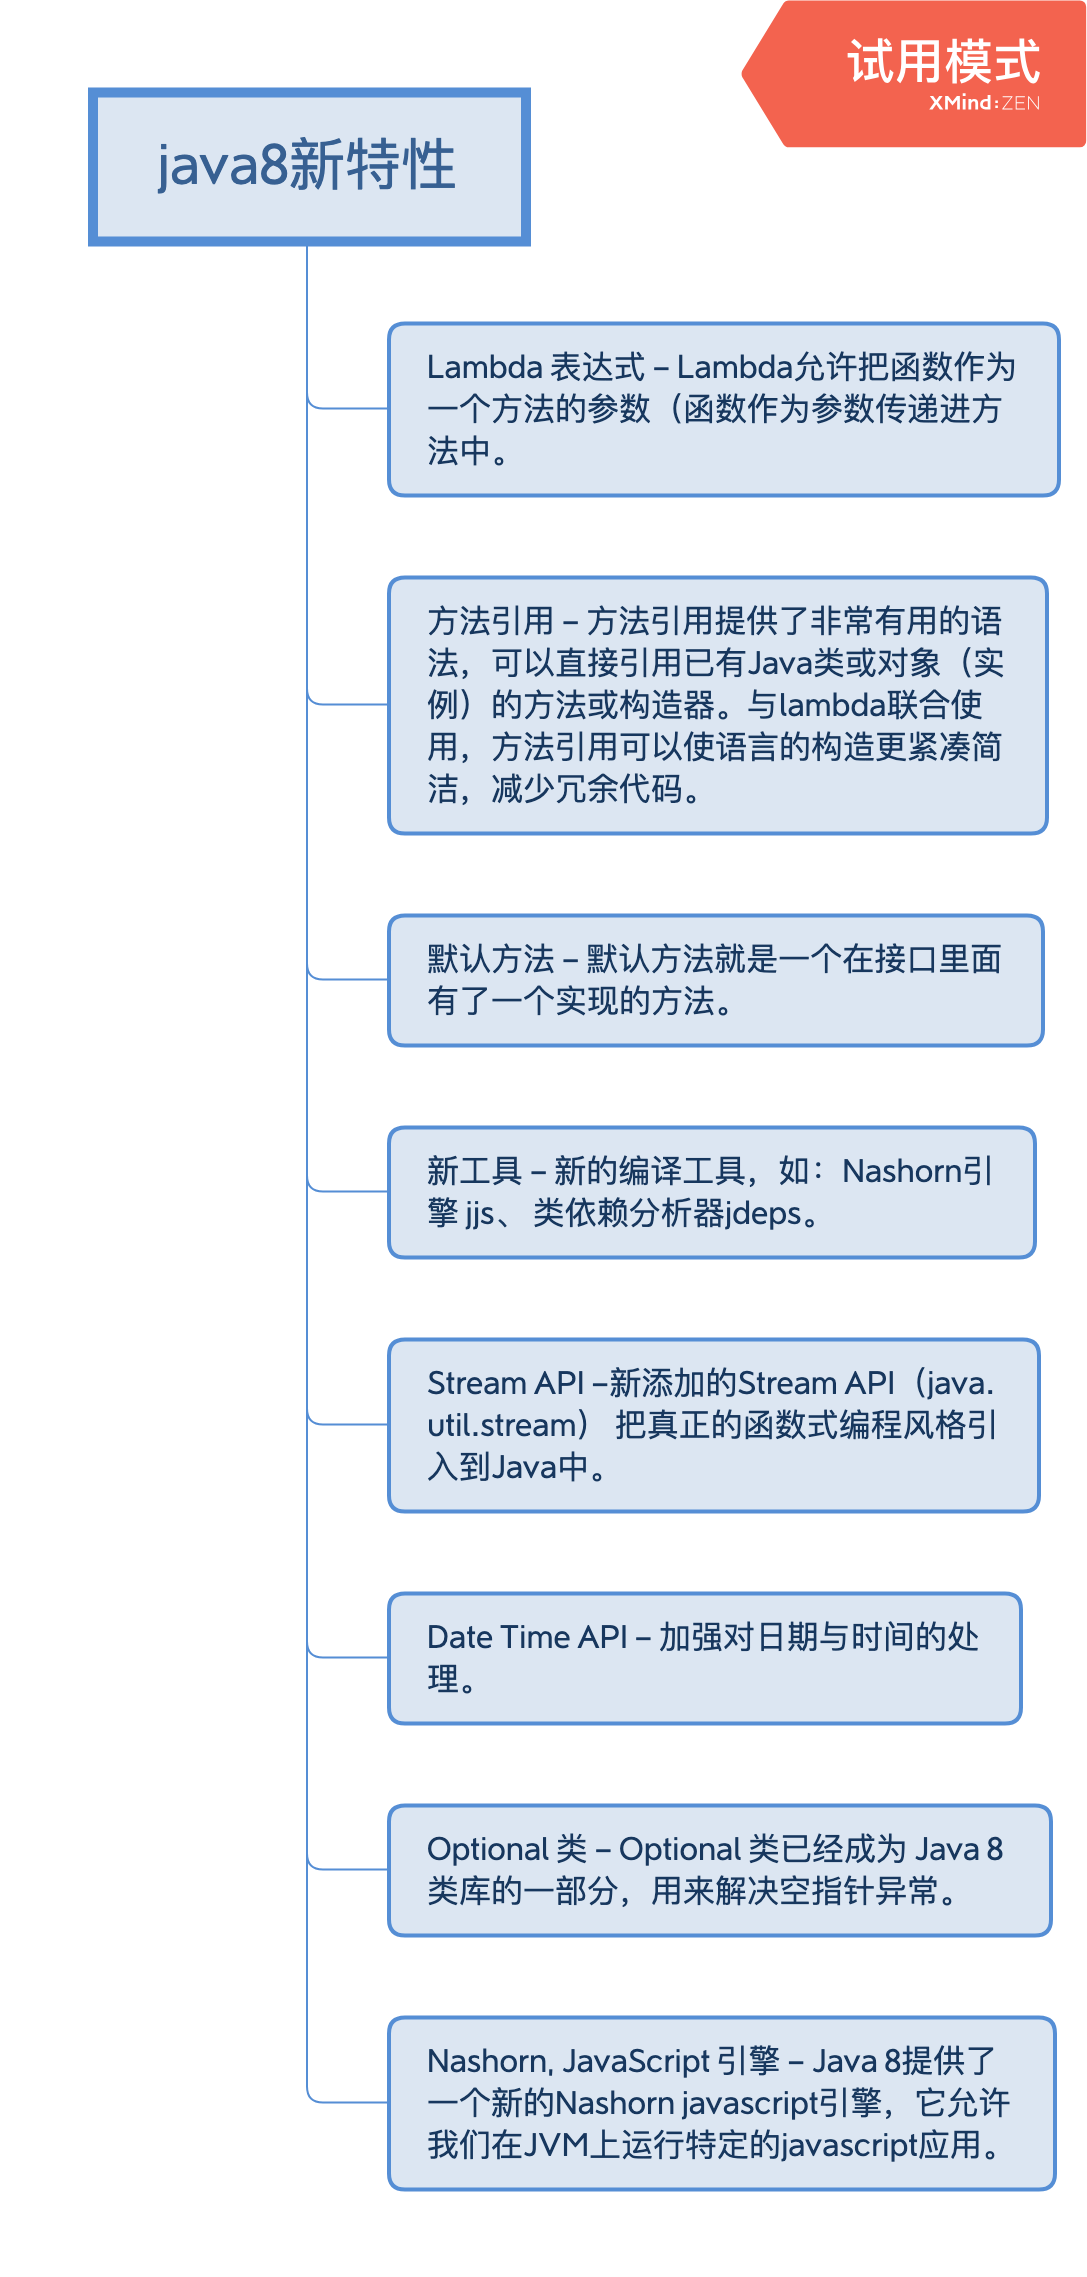 试用模式
XMind:ZEN
java8新特性
Lambda 表达式 – Lambda允许把函数作为
一个方法的参数（函数作为参数传递进方
法中。
方法引用 – 方法引用提供了非常有用的语
法，可以直接引用已有Java类或对象（实
例）的方法或构造器。与lambda联合使
用，方法引用可以使语言的构造更紧凑简
洁，减少冗余代码。
默认方法 – 默认方法就是一个在接口里面
有了一个实现的方法。
新工具 – 新的编译工具，如：Nashorn引
擎 jjs、 类依赖分析器jdeps。
Stream API –新添加的Stream API（java.
util.stream） 把真正的函数式编程风格引
入到Java中。
Date Time API – 加强对日期与时间的处
理。
Optional 类 – Optional 类已经成为 Java 8
类库的一部分，用来解决空指针异常。
Nashorn, JavaScript 引擎 – Java 8提供了
一个新的Nashorn javascript引擎，它允许
我们在JVM上运行特定的javascript应用。